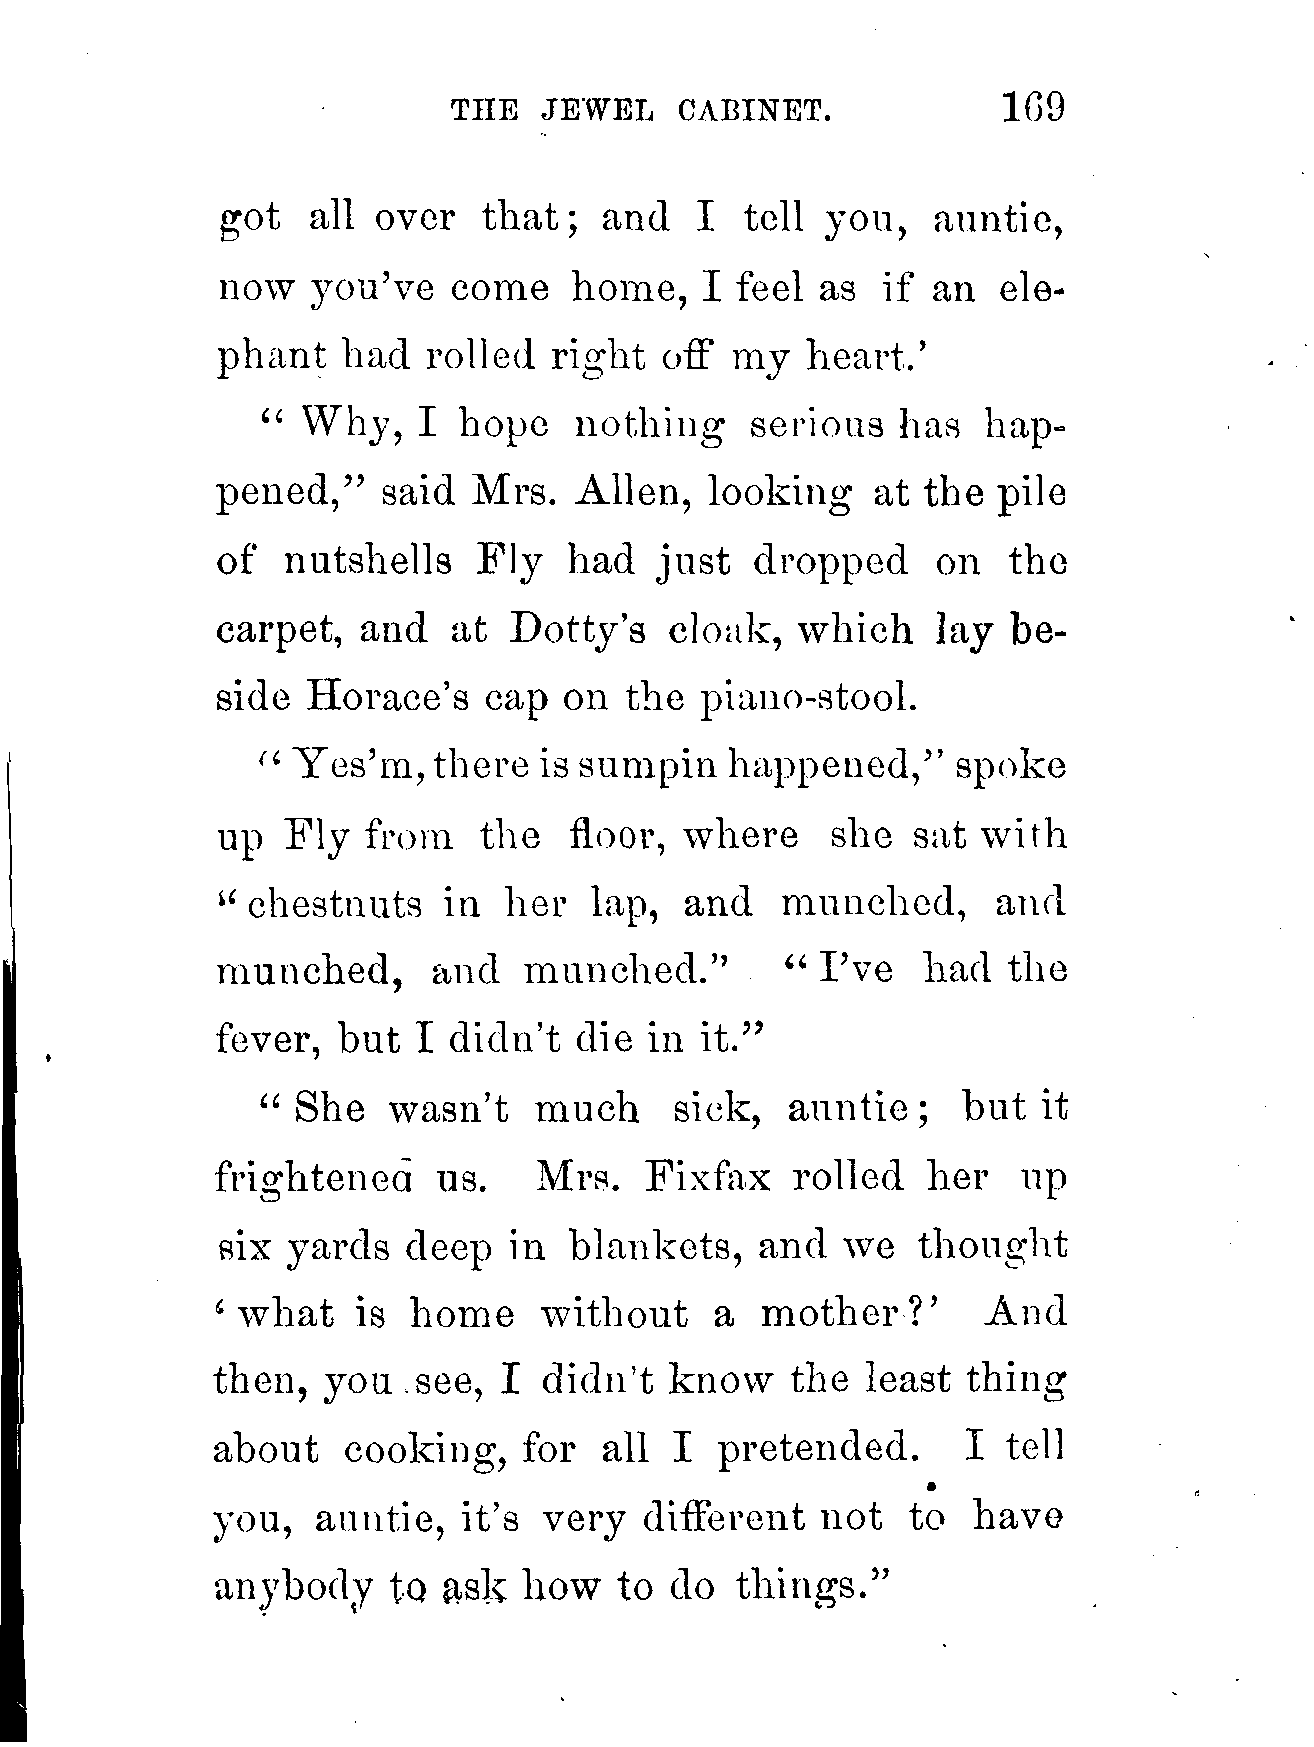 THE JEWEL CABINET. 169
got all over that; and I tell you, auntie,
now you've come home, I feel as if an ele-
phant had rolled right off my heart.'
" Why, I hope nothing serious has hap-
pened," said Mrs. Allen, looking at the pile
of nutshells Fly had just dropped on the
carpet, and at Dotty's cloak, which lay be-
side Horace's cap on the piano-stool.
" Yes'm, there is sumpin happened," spoke
up Fly from the floor, where she sat with
" chestnuts in her lap, and munched, and
munched, and munched." " I've had the
fever, but I didn't die in it."
" She wasn't much sick, auntie; but it
frightened us. Mrs. Fixfax rolled her up
six yards deep in blankets, and we thought
' what is home without a mother?' And
then, you see, I didn't know the least thing
about cooking, for all I pretended. I tell
you, auntie, it's very different not to have
anybody to ask how to do things."